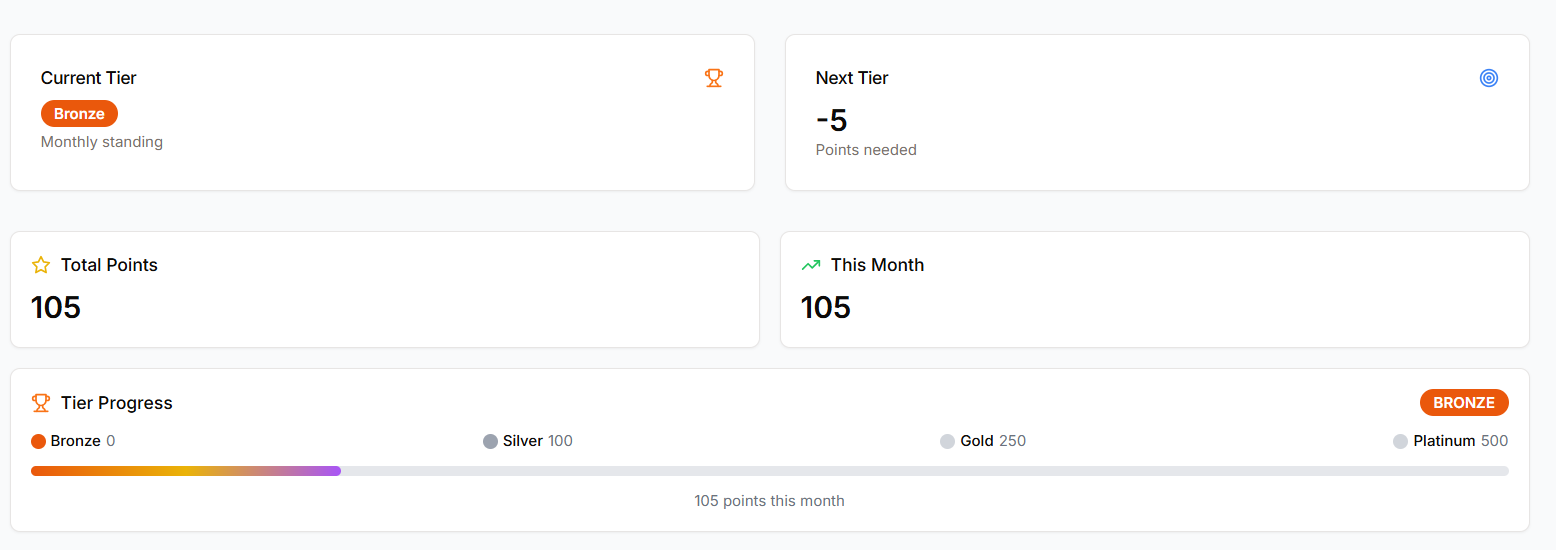 Current Tier
Bronze
Monthly standing
Next Tier
-5
Points needed
Total Points
105
This Month
105
Tier Progress
BRONZE
Bronze 0
Silver 100
Gold 250
Platinum 500
105 points this month